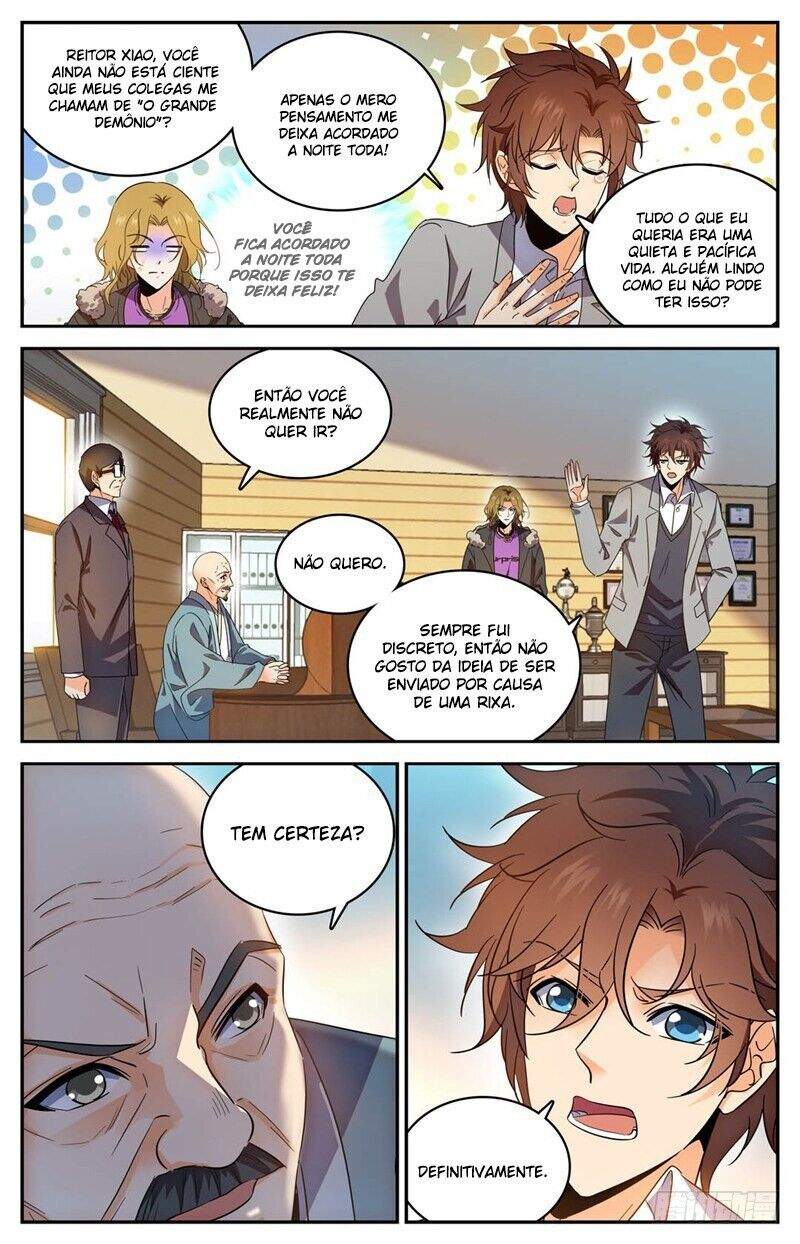 REITOR XIAO, VOCÊ
AINDA NÃO ESTÁ CIENTE
QUE MEUS COLEGAS ME
CHAMAM DE "O GRANDE
DEMÔNIO"?
APENAS O MERO
PENSAMENTO ME
DEIXA ACORDADO
A NOITE TODA!
VOCÊ
FICA ACORDADO
A NOITE TODA
PORQUE ISSO TE
DEIXA FELIZ!
TUDO O QUE EU
QUERIA ERA UMA
QUIETA E PACÍFICA
VIDA. ALGUÉM LINDO
COMO EU NÃO PODE
TER ISSO?
ENTÃO VOCÊ
REALMENTE NÃO
QUER IR?
NÃO QUERO.
SEMPRE FUI
DISCRETO, ENTÃO NÃO
GOSTO DA IDEIA DE SER
ENVIADO POR CAUSA
DE UMA RIXA.
TEM CERTEZA?
DEFINITIVAMENTE.